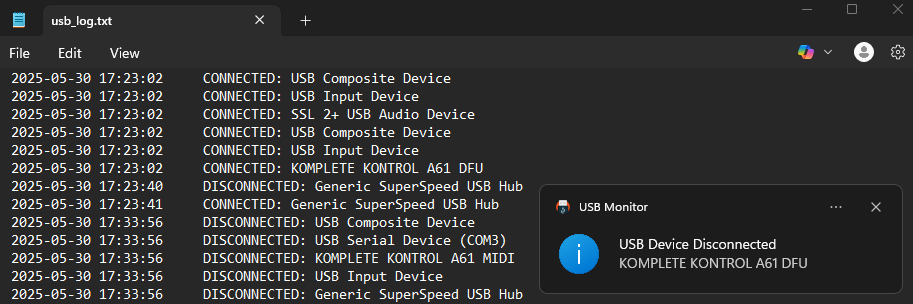 usb_log.txt
File Edit View
2025-05-30 17:23:02 CONNECTED: USB Composite Device
2025-05-30 17:23:02 CONNECTED: USB Input Device
2025-05-30 17:23:02 CONNECTED: SSL 2+ USB Audio Device
2025-05-30 17:23:02 CONNECTED: USB Composite Device
2025-05-30 17:23:02 CONNECTED: USB Input Device
2025-05-30 17:23:02 CONNECTED: KOMPLETE KONTROL A61 DFU
2025-05-30 17:23:40 DISCONNECTED: Generic SuperSpeed USB Hub
2025-05-30 17:23:41 CONNECTED: Generic SuperSpeed USB Hub
2025-05-30 17:33:56 DISCONNECTED: USB Composite Device
2025-05-30 17:33:56 DISCONNECTED: USB Serial Device (COM3)
2025-05-30 17:33:56 DISCONNECTED: KOMPLETE KONTROL A61 MIDI
2025-05-30 17:33:56 DISCONNECTED: USB Input Device
2025-05-30 17:33:56 DISCONNECTED: Generic SuperSpeed USB Hub
USB Monitor
USB Device Disconnected
KOMPLETE KONTROL A61 DFU